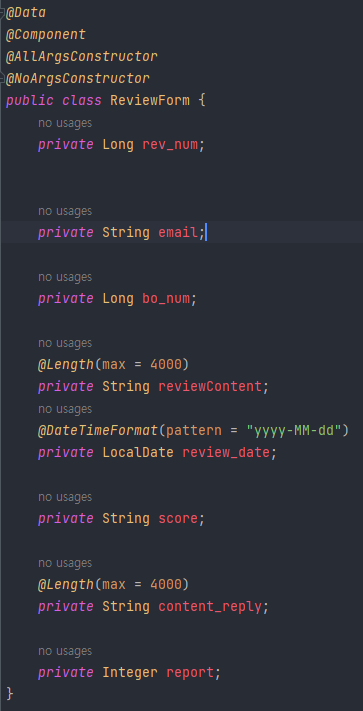 @Data
@Component
@AllArgsConstructor
@NoArgsConstructor
public class ReviewForm {
no usages
private Long rev_num;
no usages
private String email;
no usages
private Long bo_num;
no usages
@Length(max = 4000)
private String reviewContent;
no usages
@DateTimeFormat(pattern = "yyyy-MM-dd")
private LocalDate review_date;
no usages
private String score;
no usages
@Length(max = 4000)
private String content_reply;
no usages
private Integer report;
}